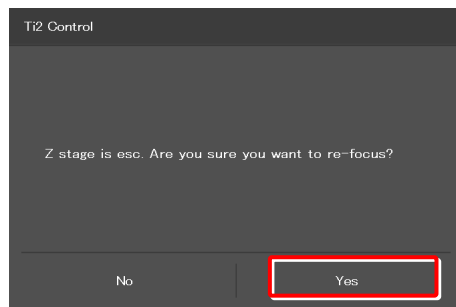 Ti2 Control
Z stage is esc. Are you sure you want to re-focus?
No
Yes